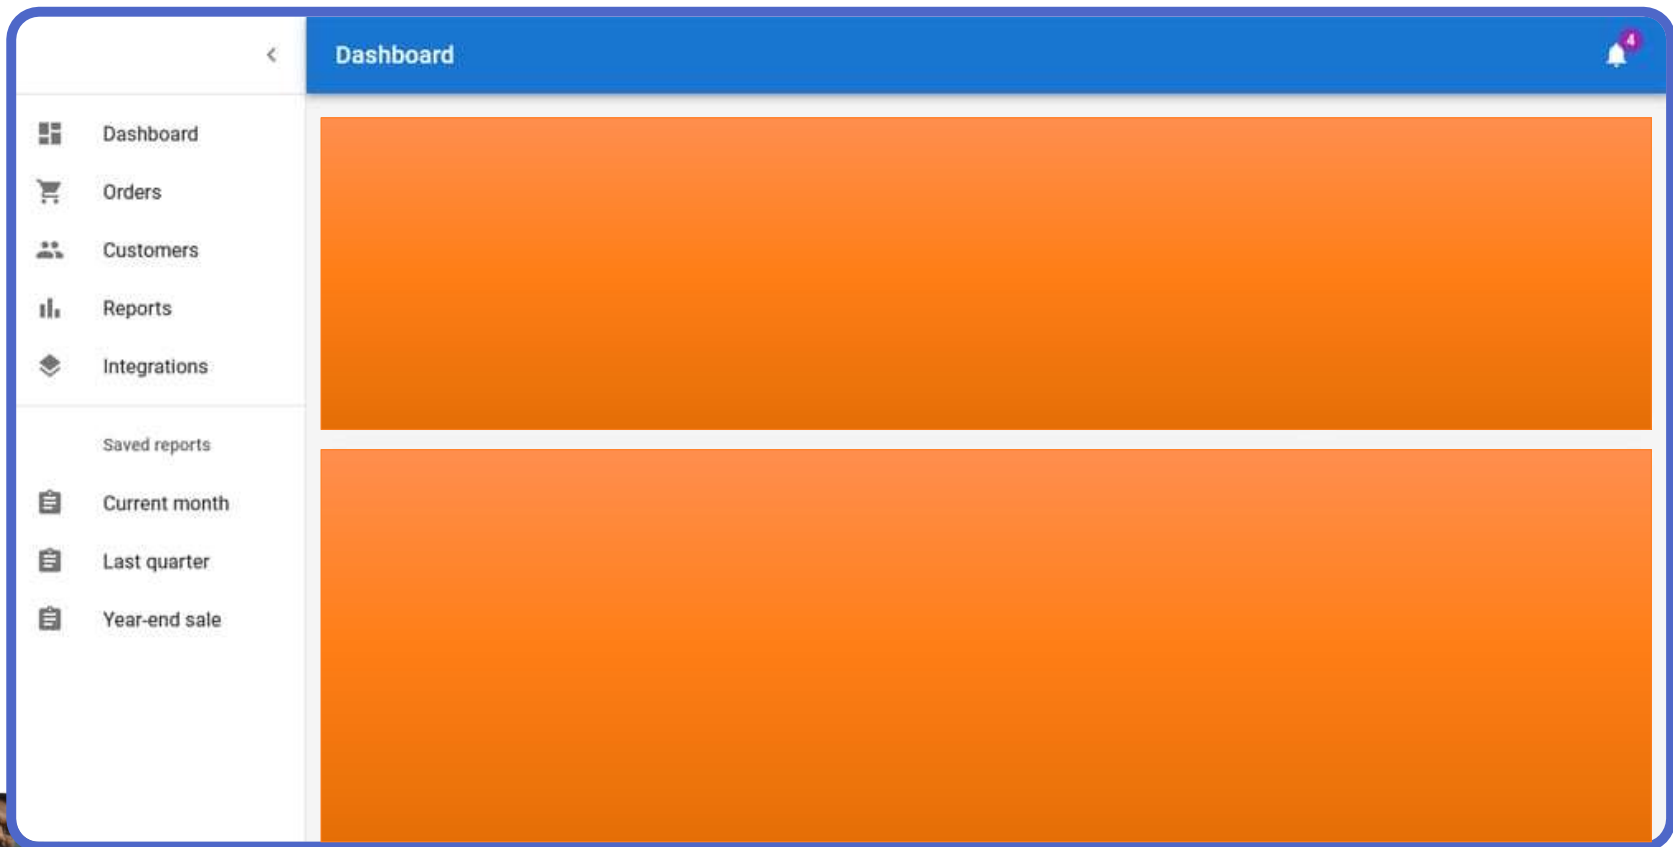 Dashboard
4
Dashboard
Orders
Customers
Reports
Integrations
Saved reports
Current month
Last quarter
Year-end sale